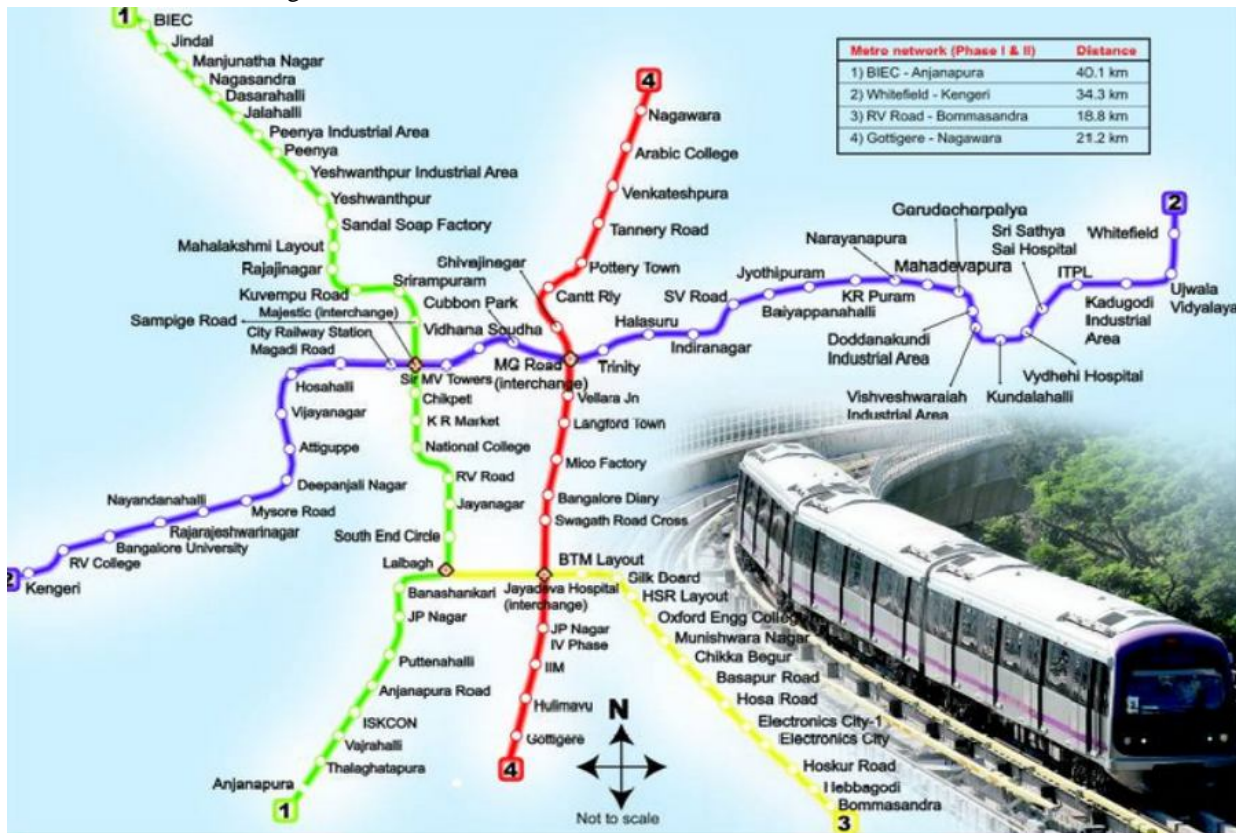 1
BIEC
Jindal
Manjunatha Nagar
Nagasandra
Dasarahalli
Jalahalli
Peenya Industrial Area
Peenya
Yeshwanthpur Industrial Area
Yeshwanthpur
Sandal Soap Factory
Mahalakshmi Layout
Rajajinagar
Kuvempu Road
Srirampuram
Majestic (interchange)
Sampige Road
City Railway Station
Magadi Road
Hosahalli
Vijayanagar
Attiguppe
Deepanjali Nagar
Nayandanahalli
Mysore Road
Rajarajeshwarinagar
Bangalore University
RV College
Kengeri
2
Sir MV Towers
Chikpet
K R Market
National College
RV Road
Jayanagar
South End Circle
Lalbagh
Banashankari
JP Nagar
Puttenahalli
Anjanapura Road
ISKCON
Vajrahalli
Thalaghatapura
Anjanapura
1
4
Nagawara
Arabic College
Venkateshpura
Tannery Road
Pottery Town
Cantt Rly
Shivajinagar
Cubbon Park
Vidhana Soudha
MG Road
(interchange)
Trinity
Halasuru
Indiranagar
SV Road
Jyothipuram
Baiyappanahalli
KR Puram
Narayanapura
Mahadevapura
Garudacharpalya
Doddanakundi
Industrial Area
Vishveshwaraiah
Industrial Area
Kundalahalli
Vydhehi Hospital
Sri Sathya
Sai Hospital
ITPL
Kadugodi
Industrial
Area
Ujwala
Vidyalaya
Whitefield
2
Vellara Jn
Langford Town
Mico Factory
Bangalore Diary
Swagath Road Cross
Jayadeva Hospital
(interchange)
JP Nagar
IV Phase
IIM
Hulimavu
Gottigere
4
BTM Layout
Silk Board
HSR Layout
Oxford Engg College
Munishwara Nagar
Chikka Begur
Basapur Road
Hosa Road
Electronics City-1
Electronics City
Hoskur Road
Hebbagodi
Bommasandra
3
N
Not to scale
Metro network (Phase I & II) Distance
1) BIEC - Anjanapura 40.1 km
2) Whitefield - Kengeri 34.3 km
3) RV Road - Bommasandra 18.8 km
4) Gottigere - Nagawara 21.2 km